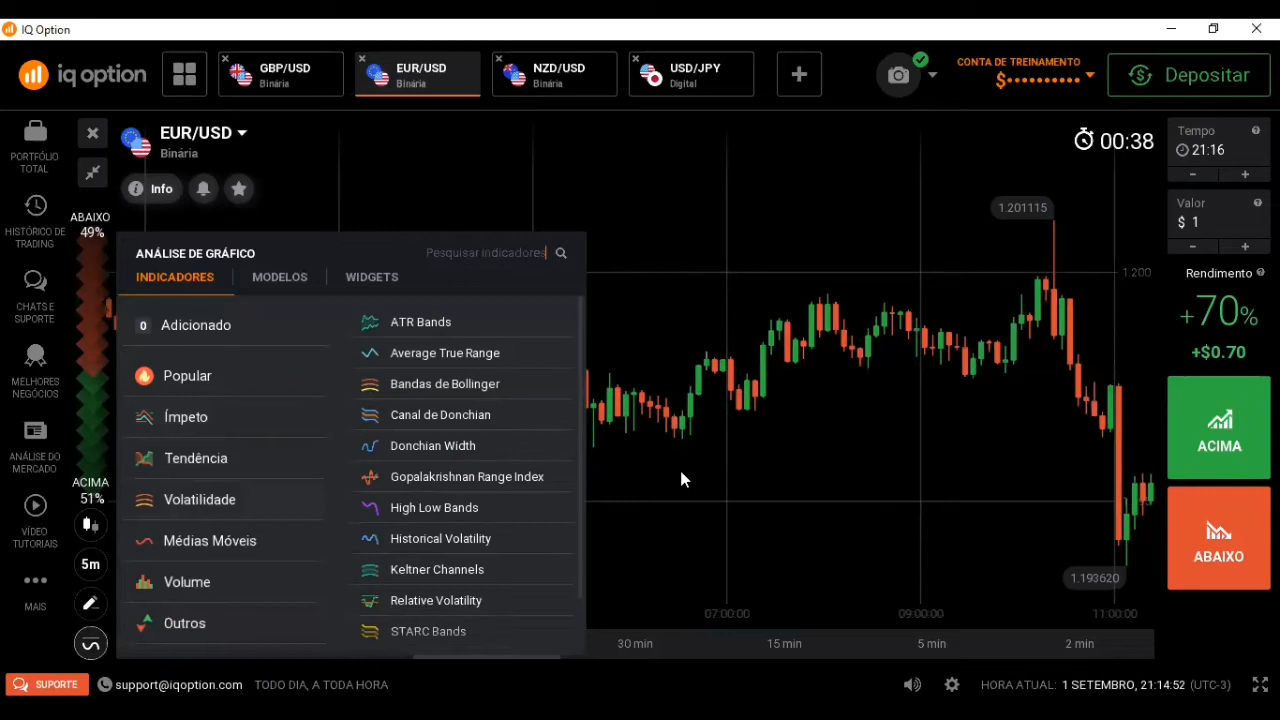 IQ Option
iq option
GBP/USD
Binária
EUR/USD
Binária
NZD/USD
Binária
USD/JPY
Digital
CONTA DE TREINAMENTO
$••••••••••
Depositar
PORTFÓLIO
TOTAL
HISTÓRICO DE
TRADING
CHATS E
SUPORTE
MELHORES
NEGÓCIOS
ANÁLISE DO
MERCADO
VÍDEO
TUTORIAIS
MAIS
ABAIXO
49%
ACIMA
51%
5m
EUR/USD
Binária
Info
00:38
ANÁLISE DE GRÁFICO
Pesquisar indicadores
INDICADORES
MODELOS
WIDGETS
0 Adicionado
Popular
Ímpeto
Tendência
Volatilidade
Médias Móveis
Volume
Outros
ATR Bands
Average True Range
Bandas de Bollinger
Canal de Donchian
Donchian Width
Gopalakrishnan Range Index
High Low Bands
Historical Volatility
Keltner Channels
Relative Volatility
STARC Bands
1.201115
1.200
1.193620
07:00:00
09:00:00
11:00:00
30 min
15 min
5 min
2 min
Tempo
21:16
- +
Valor
$ 1
- +
Rendimento
+70%
+$0.70
ACIMA
ABAIXO
SUPORTE
support@iqoption.com
TODO DIA, A TODA HORA
HORA ATUAL: 1 SETEMBRO, 21:14:52 (UTC-3)